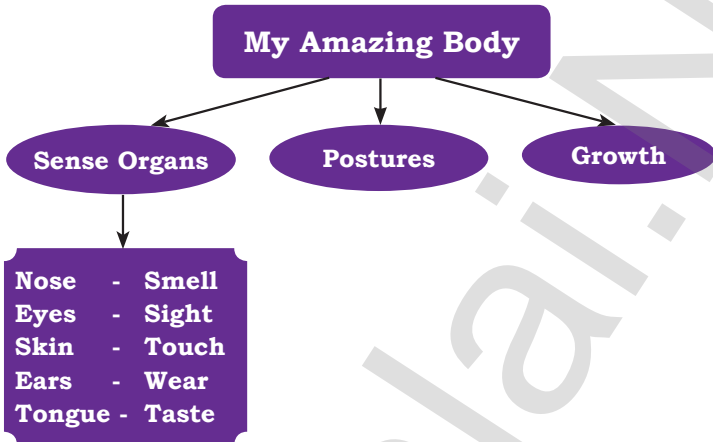 My Amazing Body
Sense Organs
Postures
Growth
Nose - Smell
Eyes - Sight
Skin - Touch
Ears - Wear
Tongue - Taste